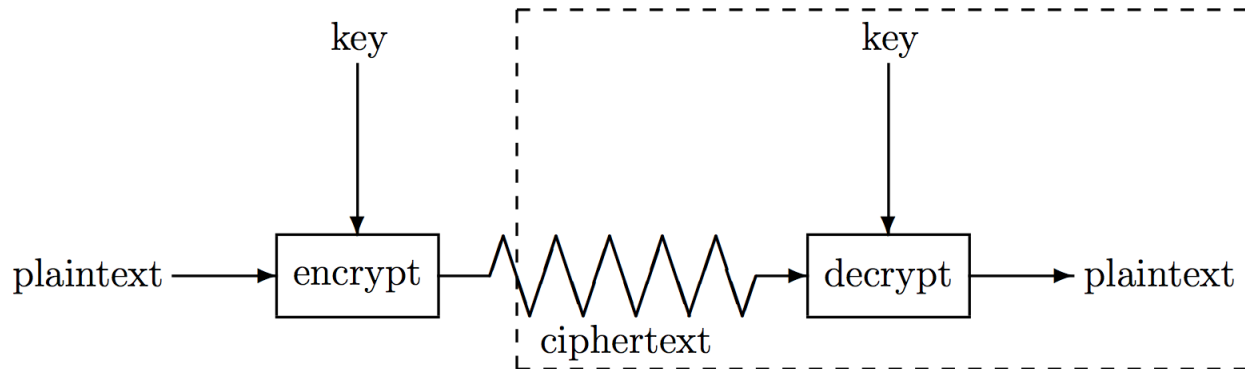 key
key
plaintext
encrypt
decrypt
plaintext
ciphertext